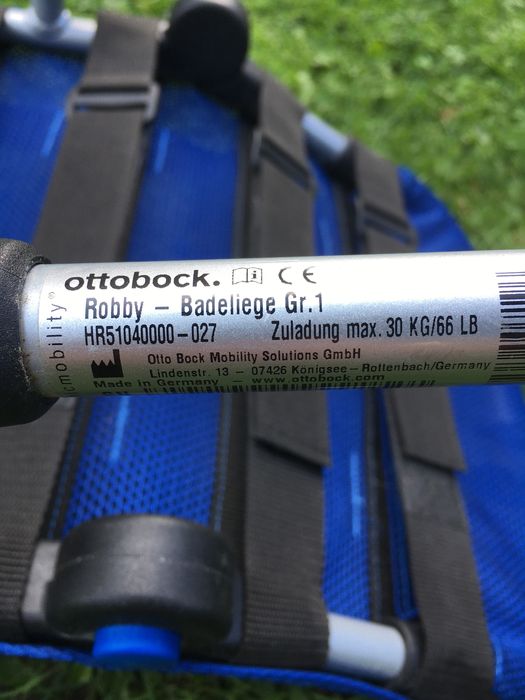 ottobock.
Robby - Badeliege Gr.1
HR51040000-027 Zuladung max. 30 KG/66 LB
Otto Bock Mobility Solutions GmbH
Lindenstr. 13 - 07426 Königsee-Rottenbach/Germany
Made in Germany - www.ottobock.com
mobility®